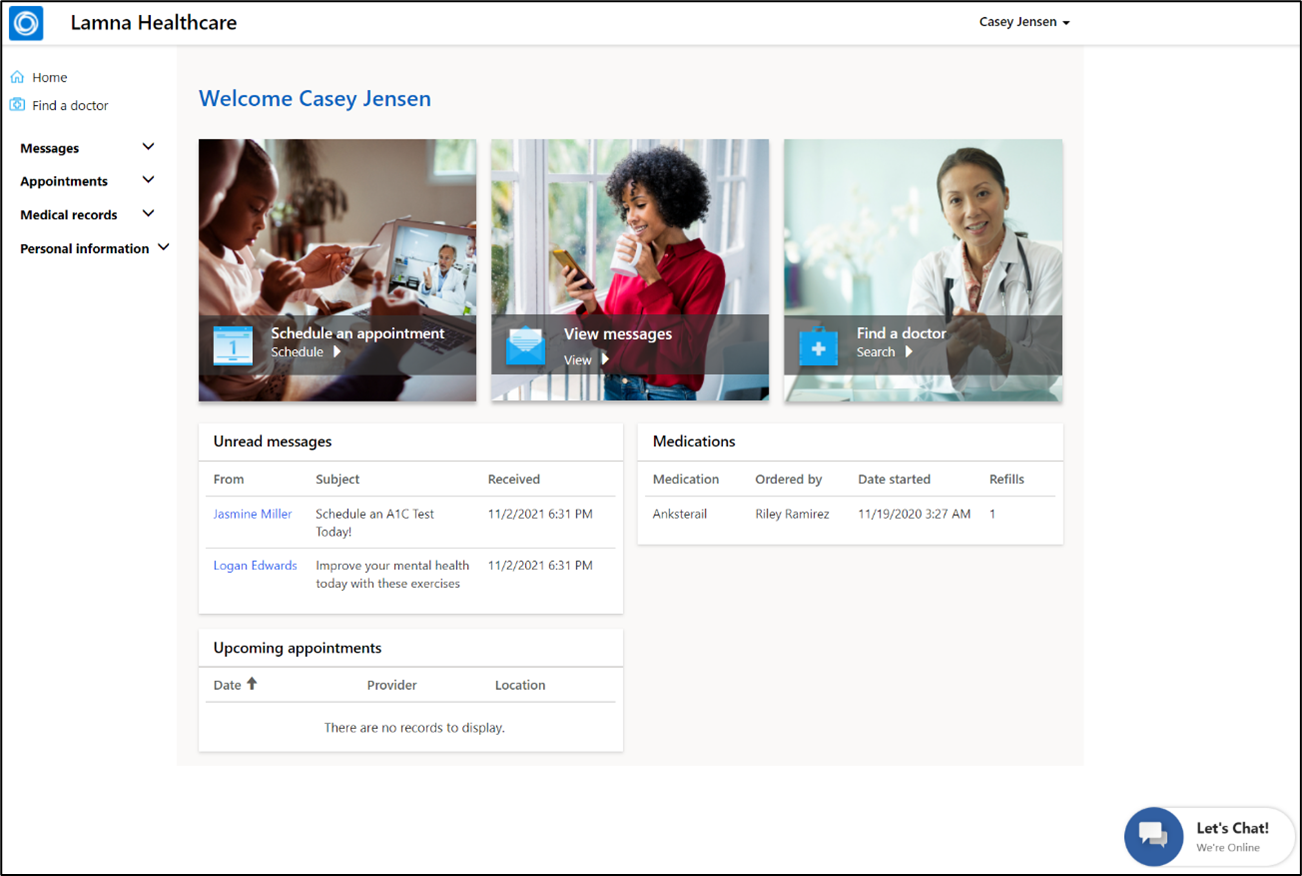 Lamna Healthcare
Casey Jensen
Home
Find a doctor
Messages
Appointments
Medical records
Personal information
Welcome Casey Jensen
1
Schedule an appointment
Schedule
View messages
View
Find a doctor
Search
Unread messages
From Subject Received
Jasmine Miller Schedule an A1C Test 11/2/2021 6:31 PM
Today!
Logan Edwards Improve your mental health 11/2/2021 6:31 PM
today with these exercises
Medications
Medication Ordered by Date started Refills
Anksterail Riley Ramirez 11/19/2020 3:27 AM 1
Upcoming appointments
Date Provider Location
There are no records to display.
Let's Chat!
We're Online